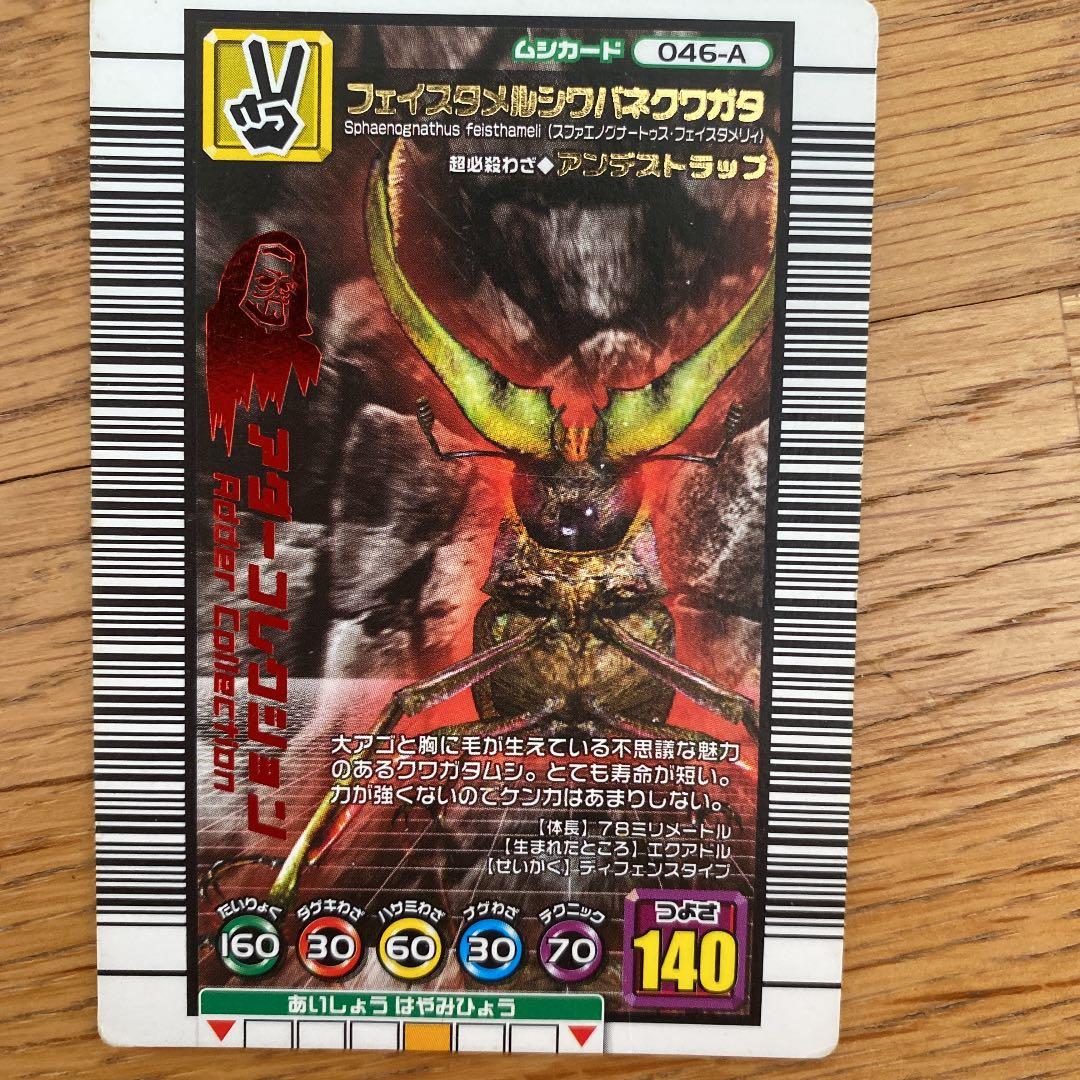 ムシカード 046-A
フェイスタメルシワバネクワガタ
Sphaenognathus feisthameli (スファエノグナートゥス・フェイスタメリィ)
超必殺わざ◆アンデストラップ
アダーコレクション
Adder Collection
大アゴと胸に毛が生えている不思議な魅力
のあるクワガタムシ。とても寿命が短い。
力が強くないのでケンカはあまりしない。
【体長】78ミリメートル
【生まれたところ】エクアドル
【せいかく】ディフェンスタイプ
たいりょく ダゲキわざ ハサミわざ ナゲわざ テクニック つよさ
160 30 60 30 70 140
あいしょう はやみひょう